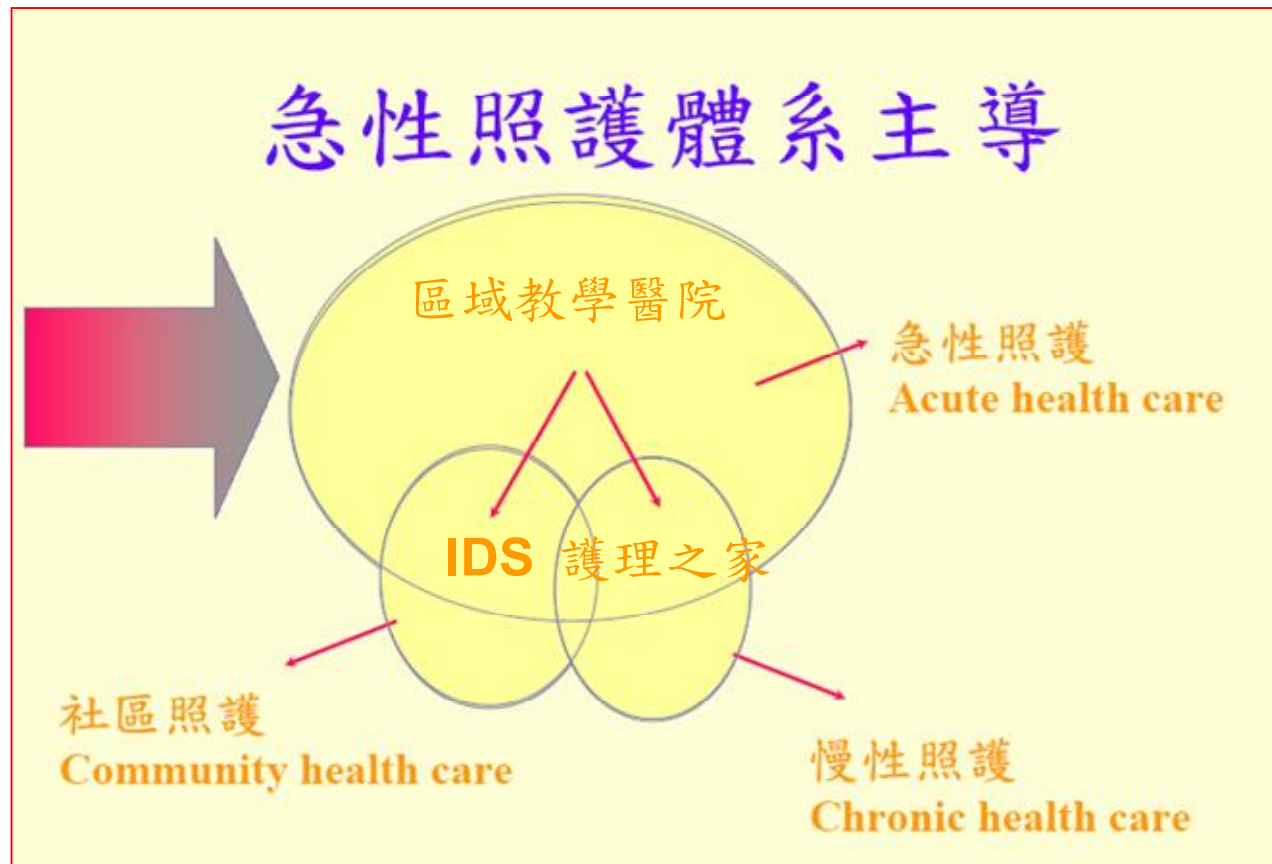 急性照護體系主導
區域教學醫院
急性照護
Acute health care
IDS 護理之家
社區照護
Community health care
慢性照護
Chronic health care